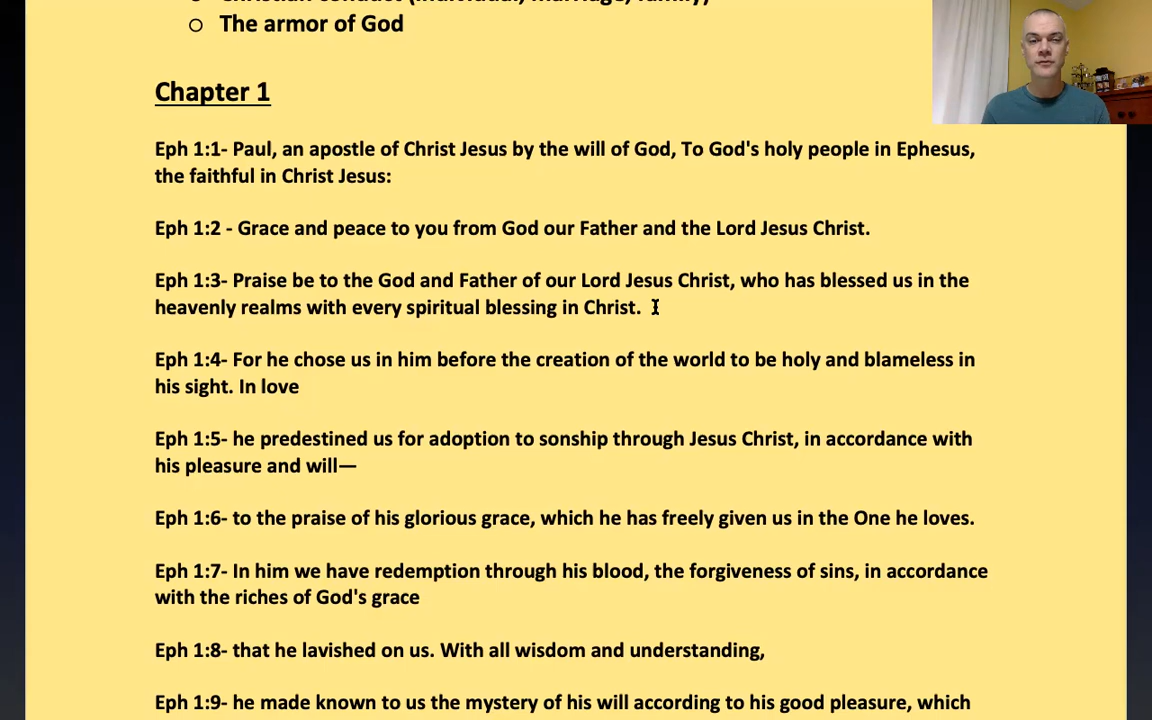 The armor of God
Chapter 1
Eph 1:1- Paul, an apostle of Christ Jesus by the will of God, To God's holy people in Ephesus,
the faithful in Christ Jesus:
Eph 1:2 - Grace and peace to you from God our Father and the Lord Jesus Christ.
Eph 1:3- Praise be to the God and Father of our Lord Jesus Christ, who has blessed us in the
heavenly realms with every spiritual blessing in Christ.
Eph 1:4- For he chose us in him before the creation of the world to be holy and blameless in
his sight. In love
Eph 1:5- he predestined us for adoption to sonship through Jesus Christ, in accordance with
his pleasure and will—
Eph 1:6- to the praise of his glorious grace, which he has freely given us in the One he loves.
Eph 1:7- In him we have redemption through his blood, the forgiveness of sins, in accordance
with the riches of God's grace
Eph 1:8- that he lavished on us. With all wisdom and understanding,
Eph 1:9- he made known to us the mystery of his will according to his good pleasure, which